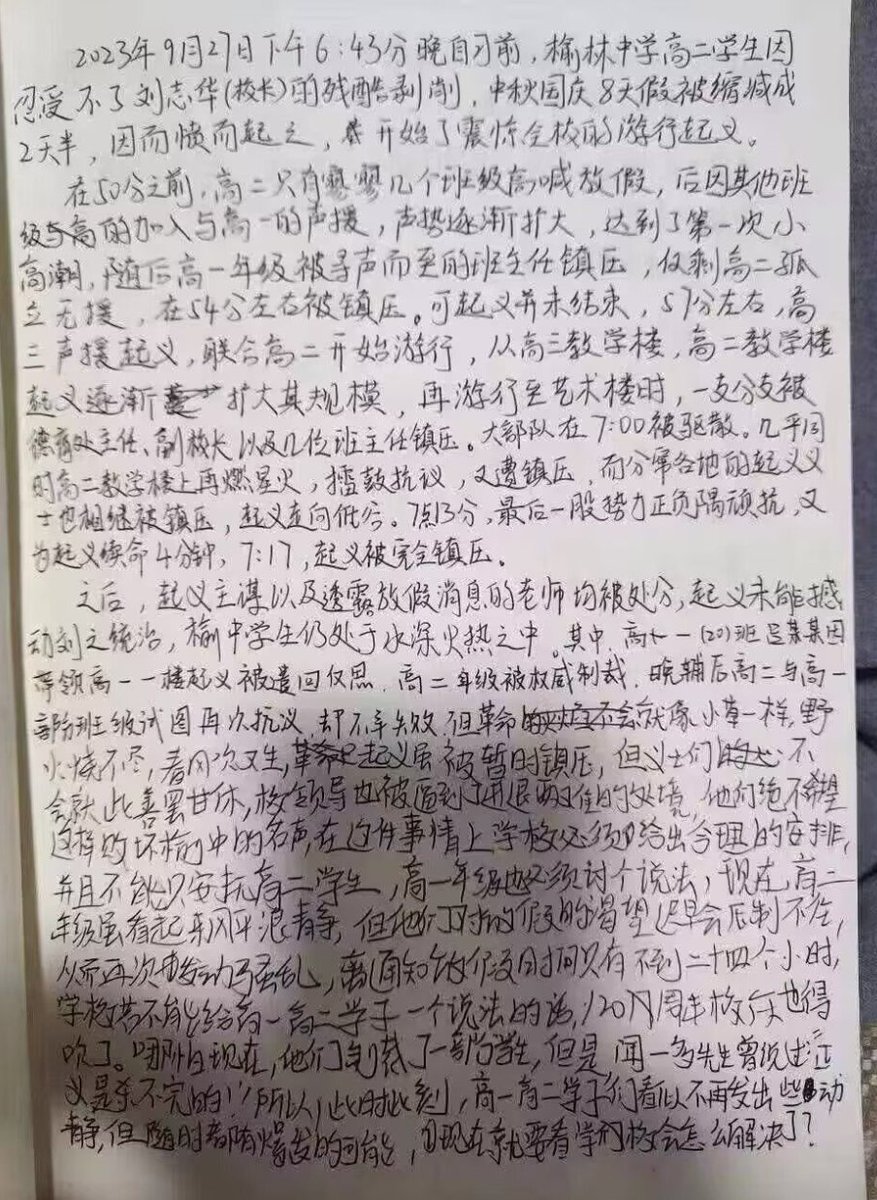 2023年9月27日下午6:43分晚自习前,榆林中学高二学生因
忍受不了刘志华(校长)的残酷剥削,中秋国庆8天假被缩减成
2天半,因而愤而起之,开始了震惊全校的游行起义。
在50分之前,高二只有寥寥几个班级高喊放假,后因其他班
级的加入与高一的声援,声势逐渐扩大,达到了第一次小
高潮,随后高一年级被寻声而至的班主任镇压,仅剩高二孤
立无援,在54分左右被镇压。可起义并未结束,57分左右,高
三声援起义,联合高二开始游行,从高三教学楼,高二教学楼
起义逐渐扩大其规模,再游行至艺术楼时,一支分支被
德育处主任、副校长以及几位班主任镇压。大部队在7:00被驱散。几乎同
时高二教学楼上再燃星火,擂鼓抗议,又遭镇压,而分常各地的起义义
士也相继被镇压,起义走向低谷。7点13分,最后一股势力正负隅顽抗,又
为起义续命4分钟,7:17,起义被完全镇压。
之后,起义主谋以及透露放假消息的老师均被处分,起义未能撼
动刘之统治,榆中学生仍处于水深火热之中。其中,高一(20)班吕某某因
带领高一一楼起义被遣回反思,高二年级被权威制裁,晚辅后高二与高一
部分班级试图再次抗议,却不幸失败,但革命就像小草一样,野
火烧不尽,春风吹又生,起义虽被暂时镇压,但义士们不
会就此善罢甘休,校领导也被逼到了进退两难的处境,他们绝不希望
这样败坏榆中的名声,在这件事情上学校必须给出合理的安排,
并且不能只安抚高二学生,高一年级也必须讨个说法,现在高二
年级虽看起来风平浪静,但他们对的假的渴望迟早会压制不住,
从而再次发动骚乱,离通知的假日时间只有不到二十四个小时,
学校若不能给高一高二学子一个说法的话,120周年校庆也得
吹了。现在,他们制裁了一部分学生,但是,闻一多先生曾说过正
义是杀不完的!所以,此时此刻,高一高二学子们看似不再发出些动
静,但随时都有爆发的可能,现在就要看学校会怎么解决了?